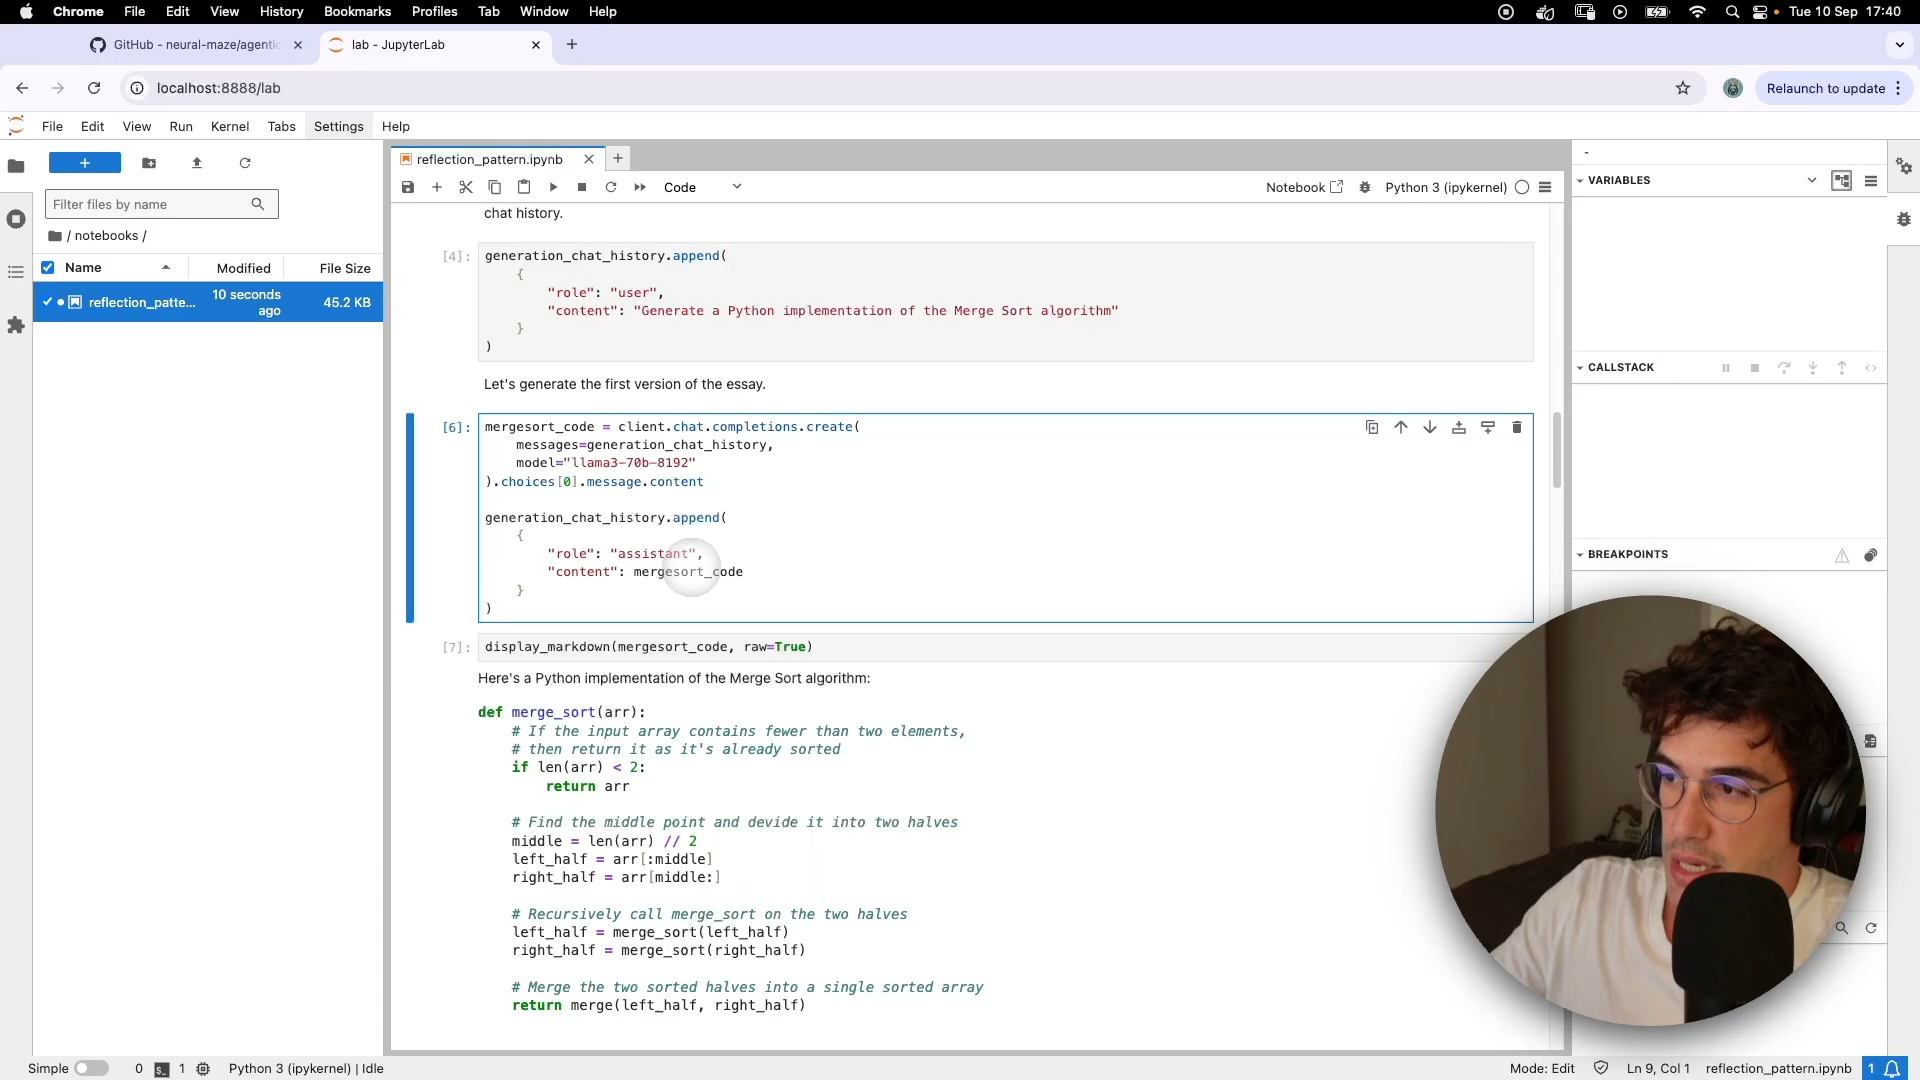 Chrome File Edit View History Bookmarks Profiles Tab Window Help Tue 10 Sep 17:40
GitHub - neural-maze/agentic
lab - JupyterLab
localhost:8888/lab
Relaunch to update
File Edit View Run Kernel Tabs Settings Help
Filter files by name
/ notebooks /
Name Modified File Size
reflection_patte... 10 seconds ago 45.2 KB
reflection_pattern.ipynb
Code
Notebook
Python 3 (ipykernel)
chat history.
[4]:
generation_chat_history.append(
{
"role": "user",
"content": "Generate a Python implementation of the Merge Sort algorithm"
}
)
Let's generate the first version of the essay.
[6]:
mergesort_code = client.chat.completions.create(
messages=generation_chat_history,
model="llama3-70b-8192"
).choices[0].message.content
generation_chat_history.append(
{
"role": "assistant",
"content": mergesort_code
}
)
[7]:
display_markdown(mergesort_code, raw=True)
Here's a Python implementation of the Merge Sort algorithm:
def merge_sort(arr):
# If the input array contains fewer than two elements,
# then return it as it's already sorted
if len(arr) < 2:
return arr
# Find the middle point and devide it into two halves
middle = len(arr) // 2
left_half = arr[:middle]
right_half = arr[middle:]
# Recursively call merge_sort on the two halves
left_half = merge_sort(left_half)
right_half = merge_sort(right_half)
# Merge the two sorted halves into a single sorted array
return merge(left_half, right_half)
-
VARIABLES
CALLSTACK
BREAKPOINTS
Simple 0 1 Python 3 (ipykernel) | Idle
Mode: Edit Ln 9, Col 1 reflection_pattern.ipynb 1